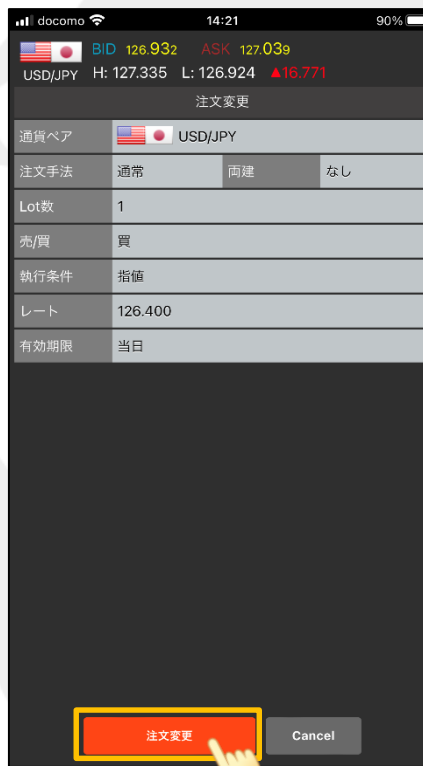 docomo 14:21 90%
BID 126.932 ASK 127.039
USD/JPY H: 127.335 L: 126.924 ▲16.771
注文変更
通貨ペア USD/JPY
注文手法 通常 両建 なし
Lot数 1
売/買 買
執行条件 指値
レート 126.400
有効期限 当日
注文変更 Cancel